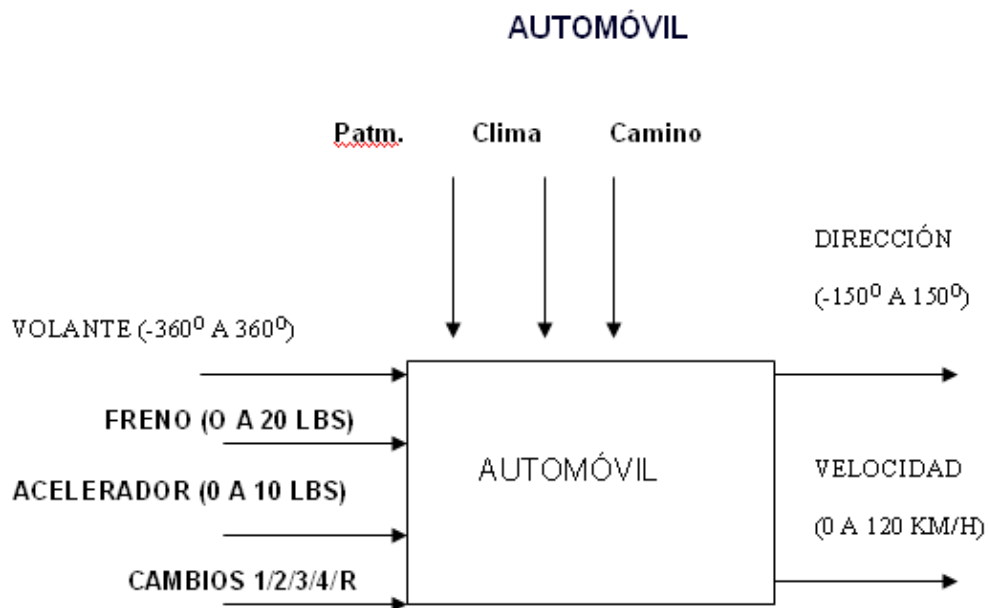 AUTOMÓVIL
Patm. Clima Camino
DIRECCIÓN
(-150⁰ A 150⁰)
VOLANTE (-360⁰ A 360⁰)
FRENO (O A 20 LBS)
AUTOMÓVIL
VELOCIDAD
ACELERADOR (0 A 10 LBS)
(0 A 120 KM/H)
CAMBIOS 1/2/3/4/R